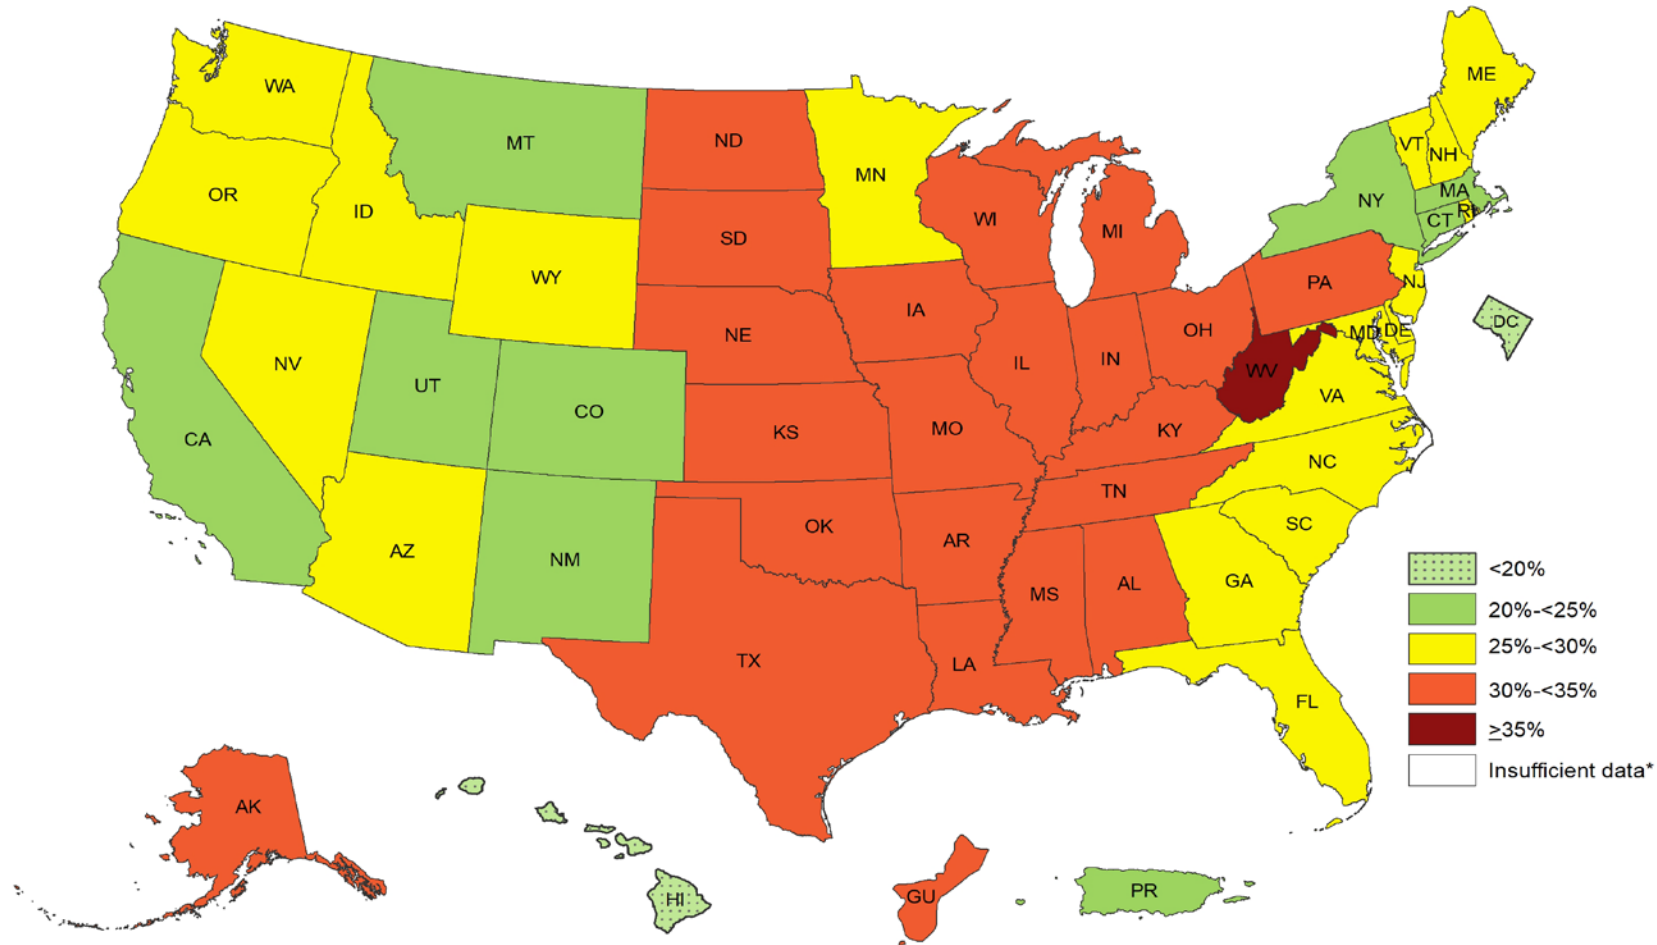 WA
MT
ND
MN
ME
VT
NH
OR
ID
SD
WI
MI
NY
MA
CT
RI
WY
NE
IA
PA
NJ
NV
UT
CO
IL
IN
OH
MD
DE
DC
WV
VA
CA
KS
MO
KY
NC
AZ
NM
OK
AR
TN
SC
TX
LA
MS
AL
GA
FL
AK
HI
GU
PR
<20%
20%-<25%
25%-<30%
30%-<35%
≥35%
Insufficient data*